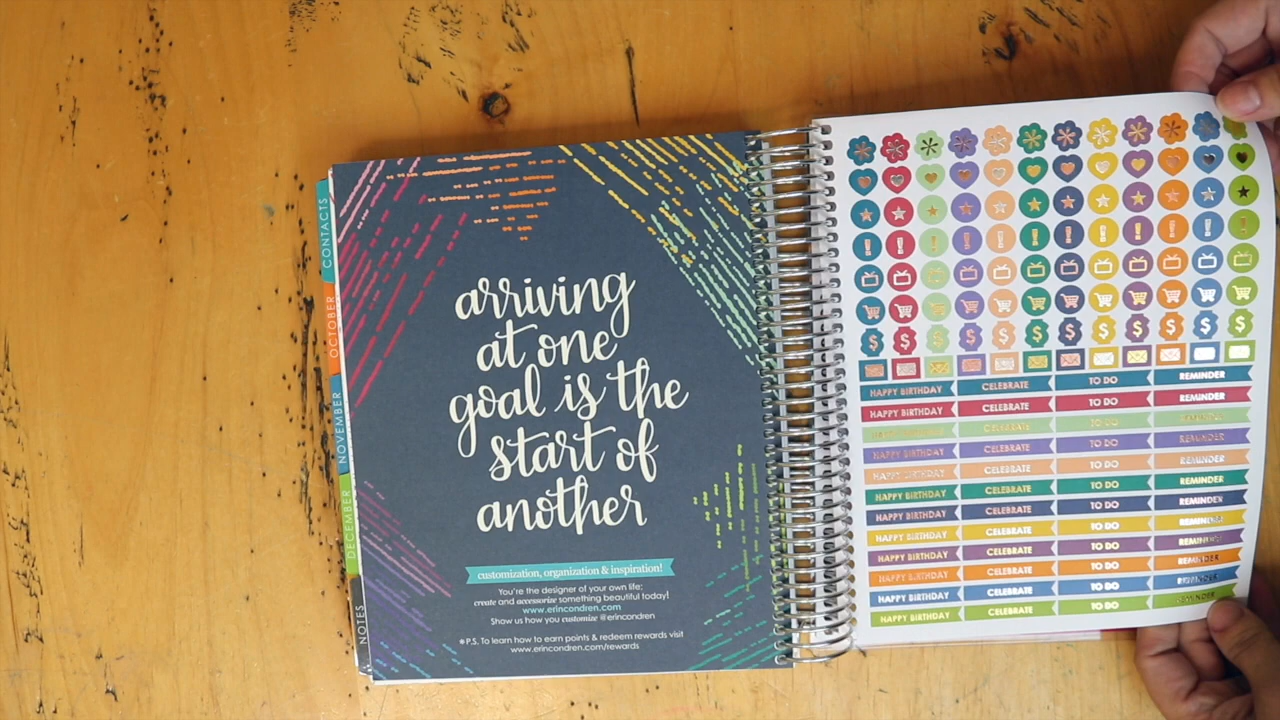 CONTACTS
OCTOBER
NOVEMBER
DECEMBER
NOTES
arriving
at one
goal is the
start of
another
customization, organization & inspiration!
You're the designer of your own life;
create and accessorize something beautiful today!
www.erincondren.com
Show us how you customize @erincondren
*P.S. To learn how to earn points & redeem rewards visit
www.erincondren.com/rewards
$ $ $ $ $ $ $ $ $ $ $ $
HAPPY BIRTHDAY CELEBRATE TO DO REMINDER
HAPPY BIRTHDAY CELEBRATE TO DO REMINDER
HAPPY BIRTHDAY CELEBRATE TO DO REMINDER
HAPPY BIRTHDAY CELEBRATE TO DO REMINDER
HAPPY BIRTHDAY CELEBRATE TO DO REMINDER
HAPPY BIRTHDAY CELEBRATE TO DO REMINDER
HAPPY BIRTHDAY CELEBRATE TO DO REMINDER
HAPPY BIRTHDAY CELEBRATE TO DO REMINDER
HAPPY BIRTHDAY CELEBRATE TO DO REMINDER
HAPPY BIRTHDAY CELEBRATE TO DO REMINDER
HAPPY BIRTHDAY CELEBRATE TO DO REMINDER
HAPPY BIRTHDAY CELEBRATE TO DO REMINDER